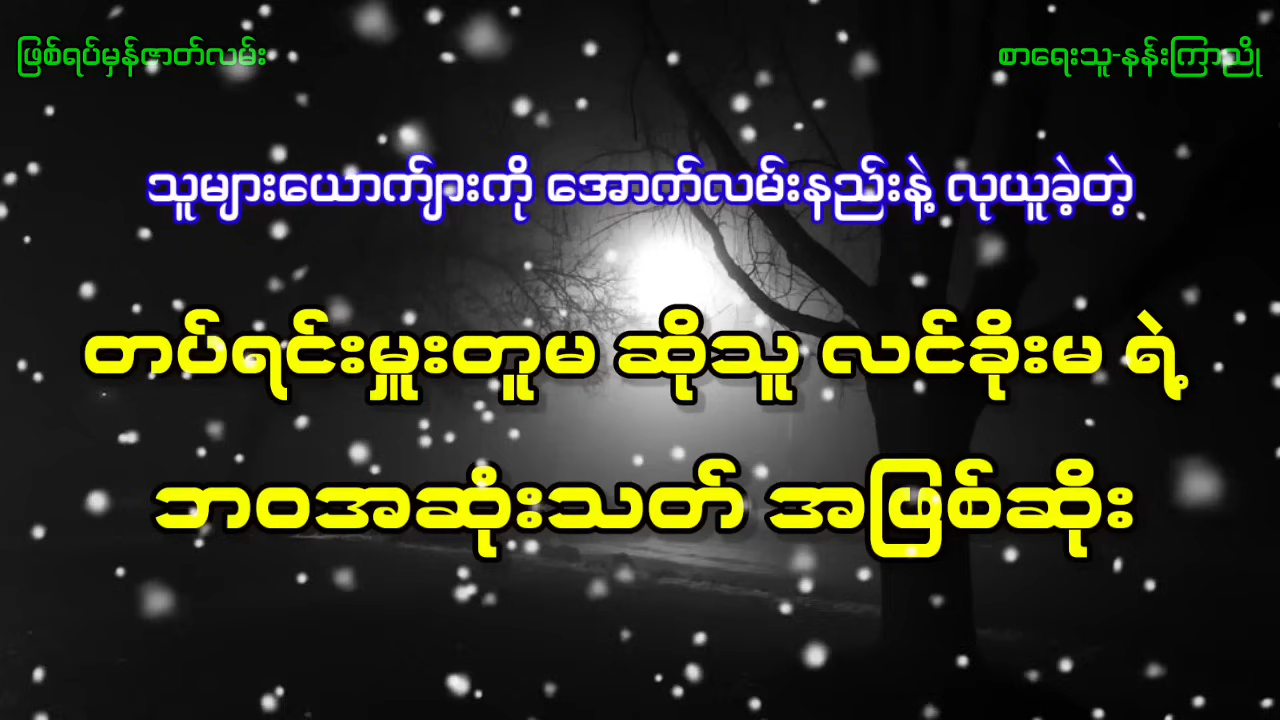 ဖြစ်ရပ်မှန်ဇာတ်လမ်း
စာရေးသူ-နန်းကြာညို
သူများယောက်ျားကို အောက်လမ်းနည်းနဲ့ လုယူခဲ့တဲ့
တပ်ရင်းမှူးတူမ ဆိုသူ လင်ခိုးမ ရဲ့
ဘဝအဆုံးသတ် အဖြစ်ဆိုး